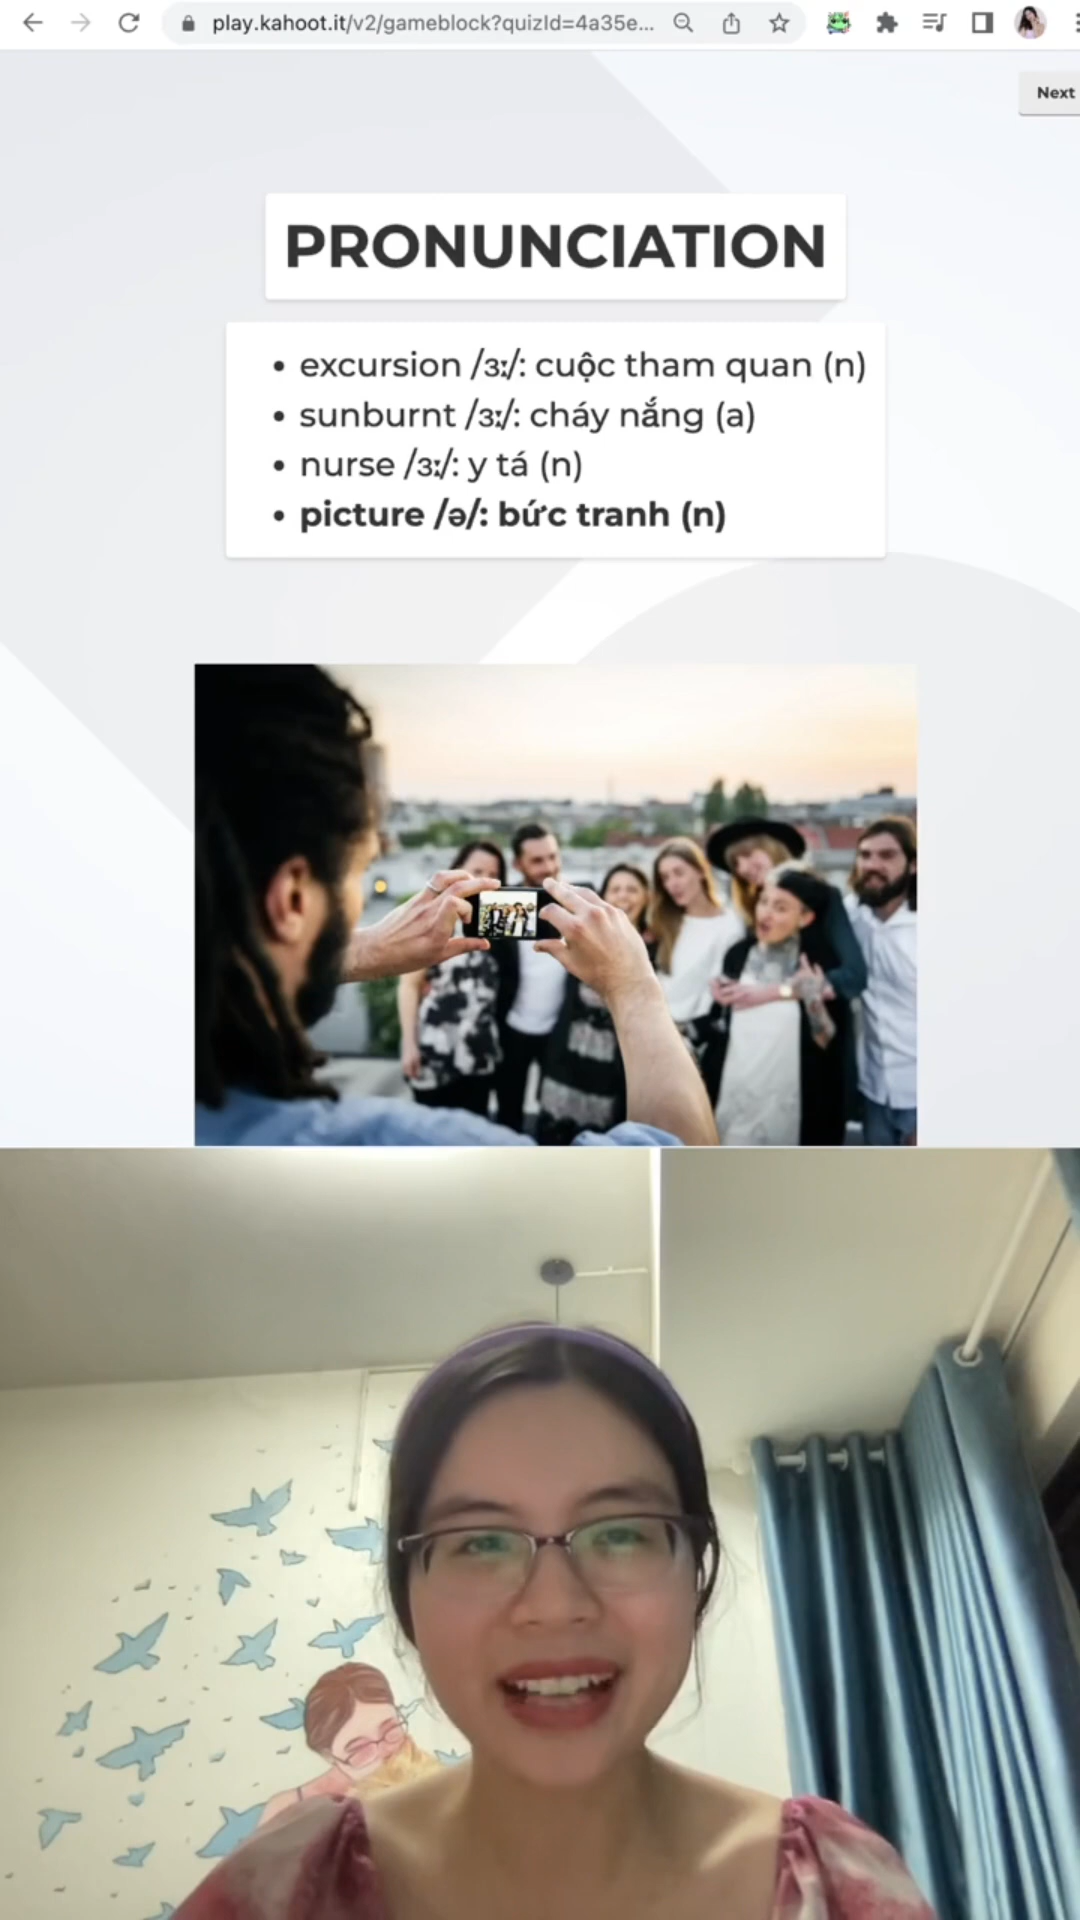 play.kahoot.it/v2/gameblock?quizId=4a35e...
Next
PRONUNCIATION
• excursion /ɜː/: cuộc tham quan (n)
• sunburnt /ɜː/: cháy nắng (a)
• nurse /ɜː/: y tá (n)
• picture /ə/: bức tranh (n)